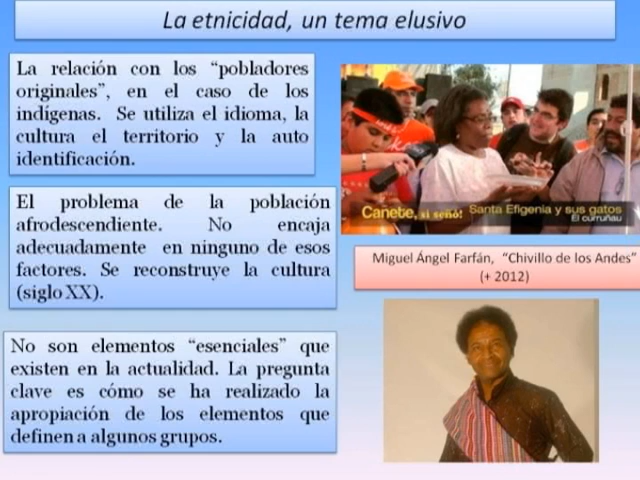 La etnicidad, un tema elusivo
La relación con los “pobladores
originales”, en el caso de los
indígenas. Se utiliza el idioma, la
cultura el territorio y la auto
identificación.
El problema de la población
afrodescendiente. No encaja
adecuadamente en ninguno de esos
factores. Se reconstruye la cultura
(siglo XX).
No son elementos “esenciales” que
existen en la actualidad. La pregunta
clave es cómo se ha realizado la
apropiación de los elementos que
definen a algunos grupos.
Cañete, si señó! Santa Efigenia y sus gatos
El curruñau
Miguel Ángel Farfán, “Chivillo de los Andes”
(+ 2012)